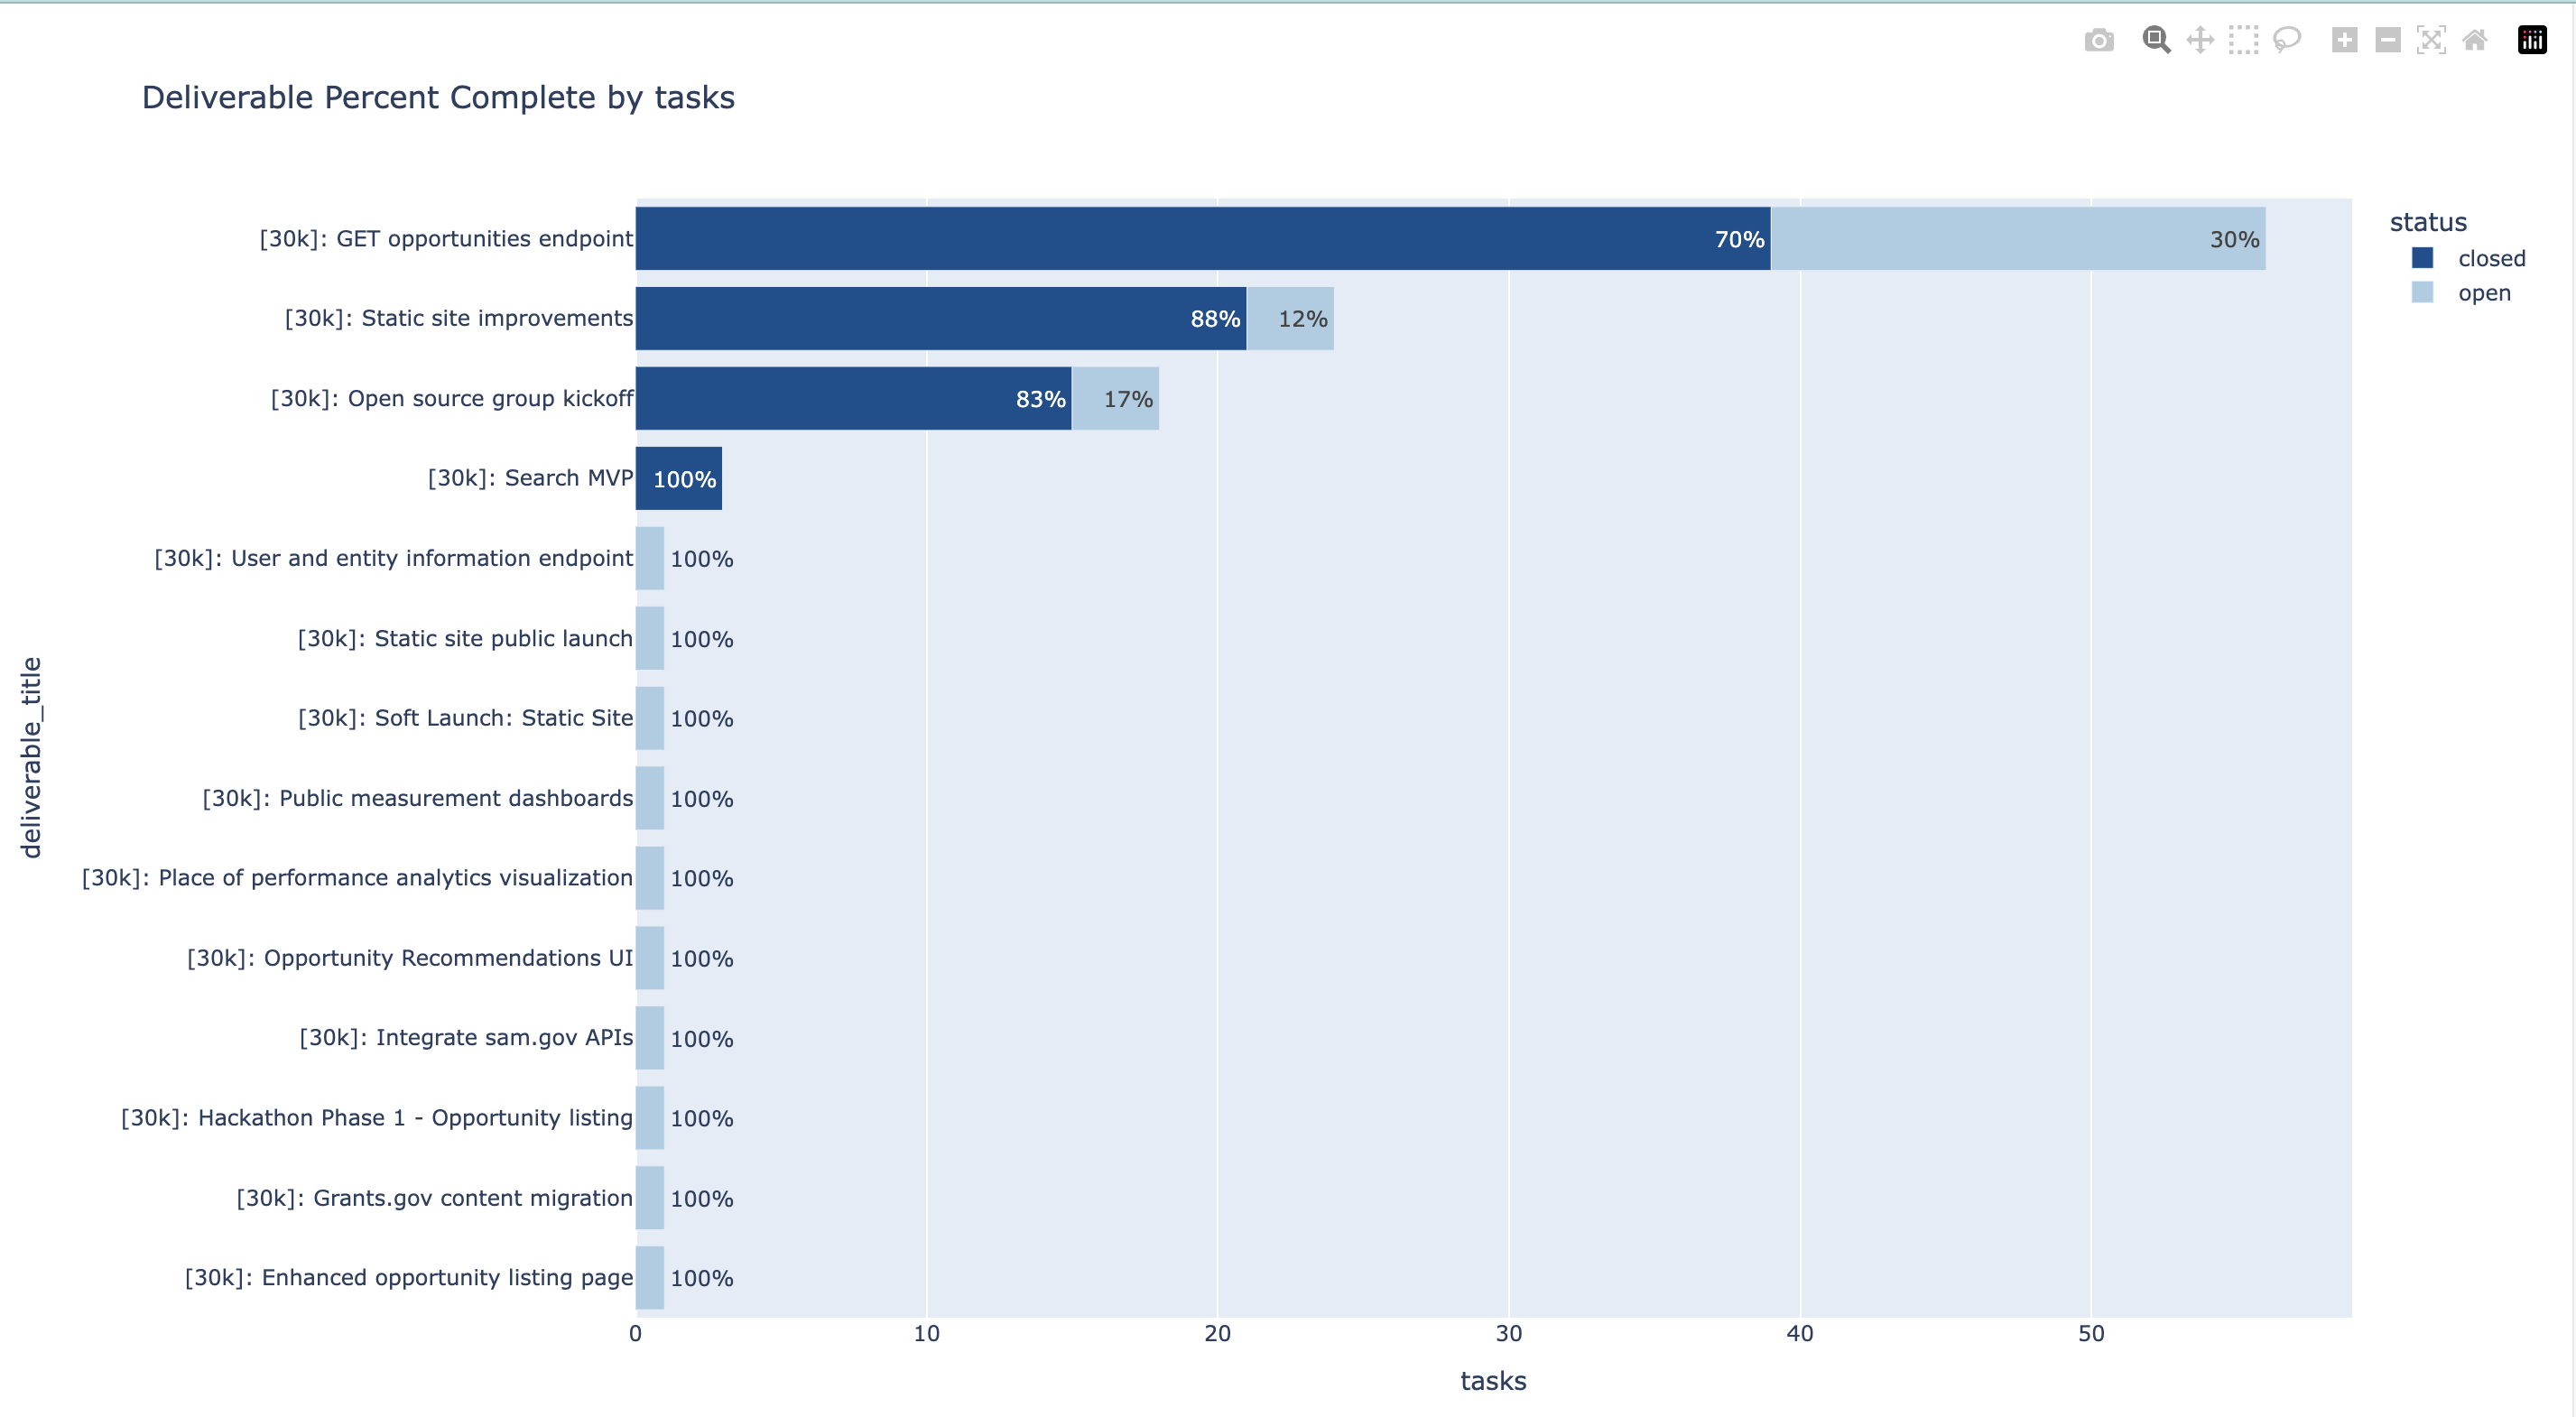 Deliverable Percent Complete by tasks
status
closed
open
deliverable_title
[30k]: GET opportunities endpoint 70% 30%
[30k]: Static site improvements 88% 12%
[30k]: Open source group kickoff 83% 17%
[30k]: Search MVP 100%
[30k]: User and entity information endpoint 100%
[30k]: Static site public launch 100%
[30k]: Soft Launch: Static Site 100%
[30k]: Public measurement dashboards 100%
[30k]: Place of performance analytics visualization 100%
[30k]: Opportunity Recommendations UI 100%
[30k]: Integrate sam.gov APIs 100%
[30k]: Hackathon Phase 1 - Opportunity listing 100%
[30k]: Grants.gov content migration 100%
[30k]: Enhanced opportunity listing page 100%
0 10 20 30 40 50
tasks